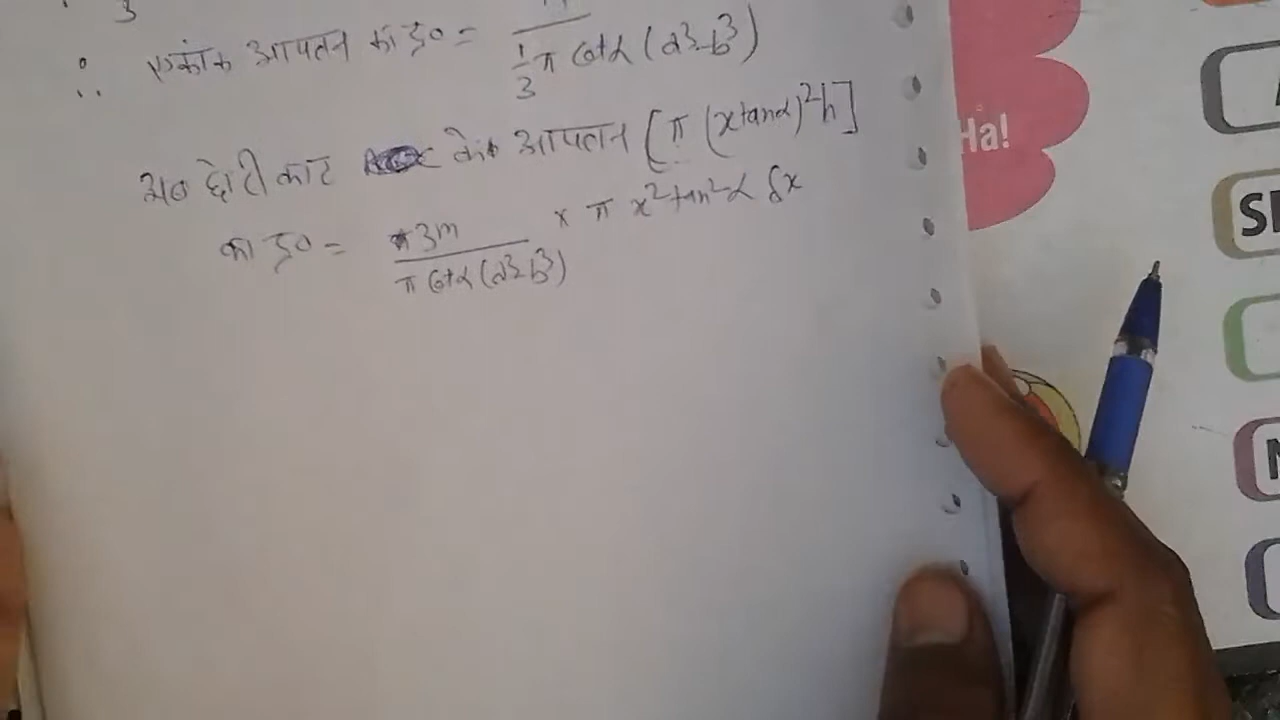 3
∴ एकांक आयतन का द्र० = M / (1/3 π cotα (a³-b³))
अब छोटी काट के आयतन [π (x tanα)² h]
का द्र० = 3m / (π cotα (a³-b³)) × π x² tan²α δx
Ha!